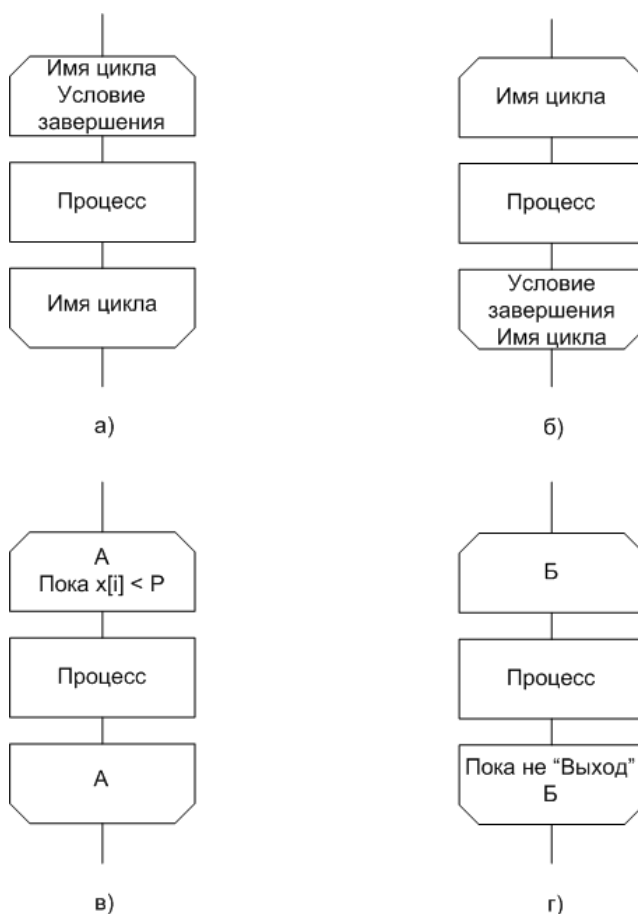 Имя цикла
Условие
завершения
Процесс
Имя цикла
а)
Имя цикла
Процесс
Условие
завершения
Имя цикла
б)
А
Пока x[i] < P
Процесс
А
в)
Б
Процесс
Пока не “Выход”
Б
г)